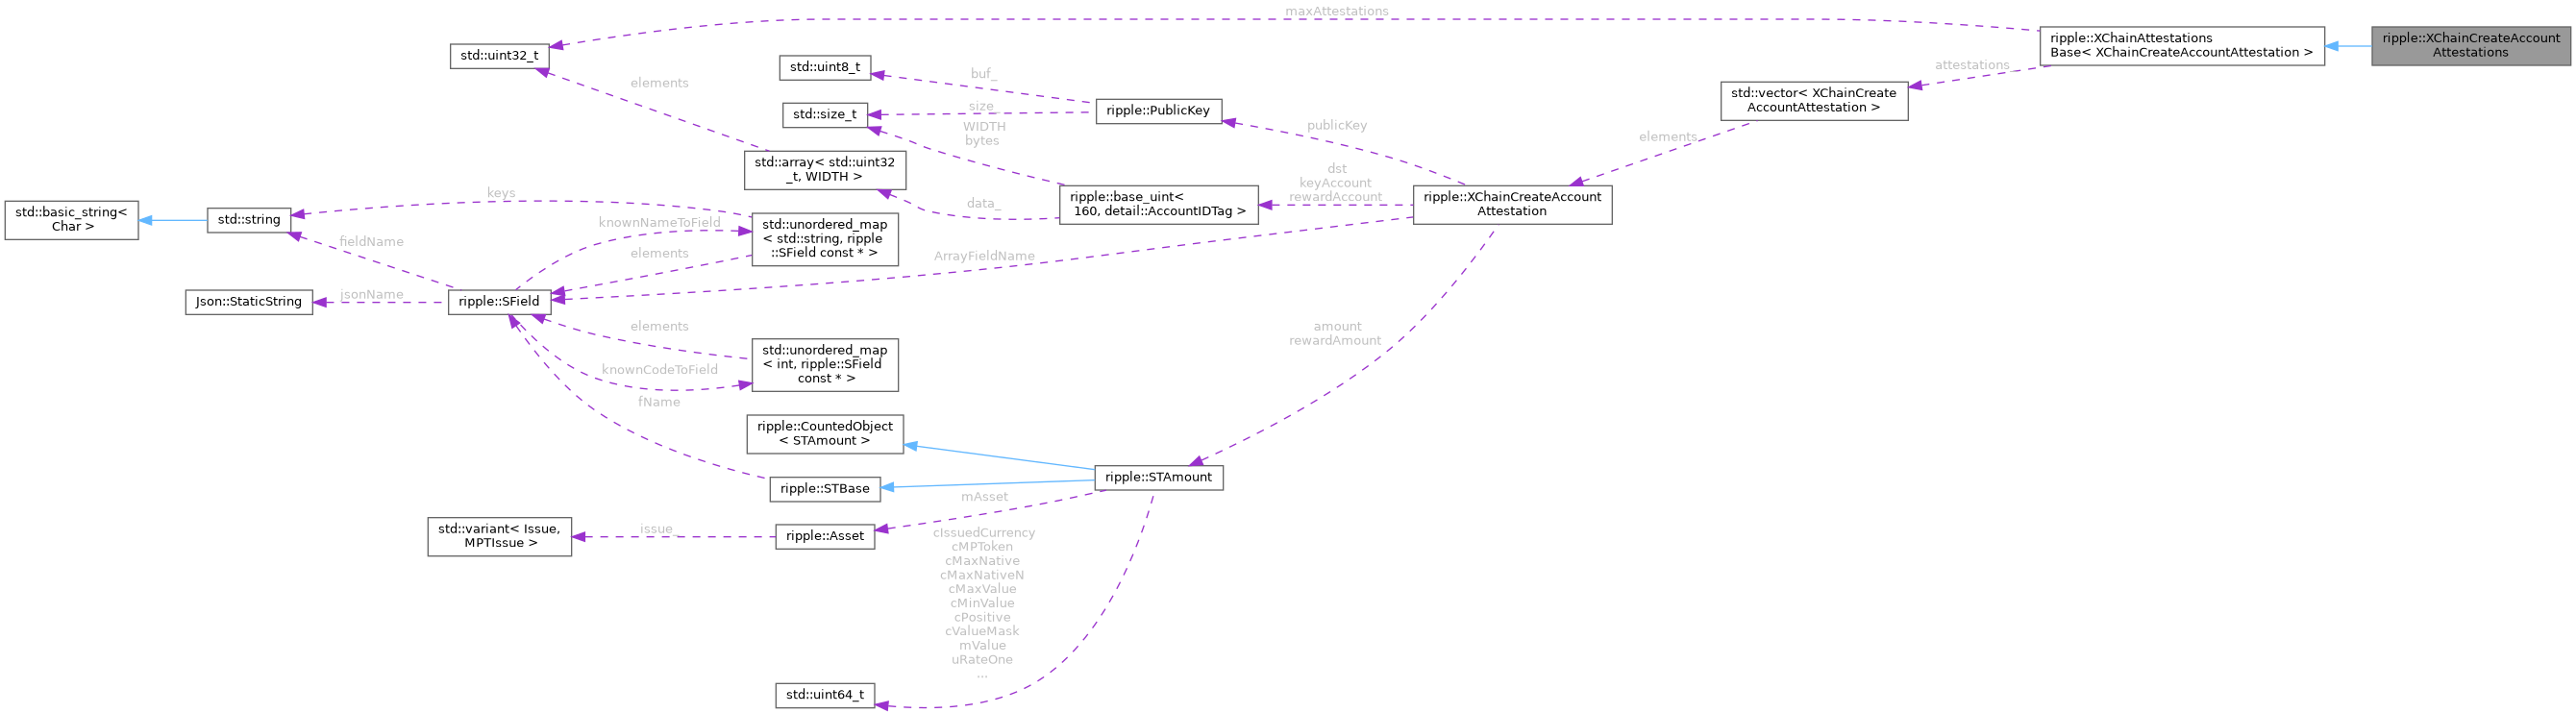 maxAttestations
ripple::XChainAttestations
Base< XChainCreateAccountAttestation >
ripple::XChainCreateAccount
Attestations
std::uint32_t
std::uint8_t
attestations
buf_
elements
std::vector< XChainCreate
AccountAttestation >
size_
ripple::PublicKey
std::size_t
WIDTH
bytes
publicKey
elements
std::array< std::uint32
_t, WIDTH >
dst
keyAccount
rewardAccount
keys
ripple::base_uint<
160, detail::AccountIDTag >
ripple::XChainCreateAccount
Attestation
data_
std::basic_string<
Char >
std::string
knownNameToField
std::unordered_map
< std::string, ripple
::SField const * >
fieldName
elements
ArrayFieldName
Json::StaticString
jsonName
ripple::SField
elements
amount
rewardAmount
std::unordered_map
< int, ripple::SField
const * >
knownCodeToField
fName
ripple::CountedObject
< STAmount >
ripple::STAmount
ripple::STBase
mAsset
std::variant< Issue,
MPTIssue >
issue_
ripple::Asset
cIssuedCurrency
cMPToken
cMaxNative
cMaxNativeN
cMaxValue
cMinValue
cPositive
cValueMask
mValue
uRateOne
...
std::uint64_t